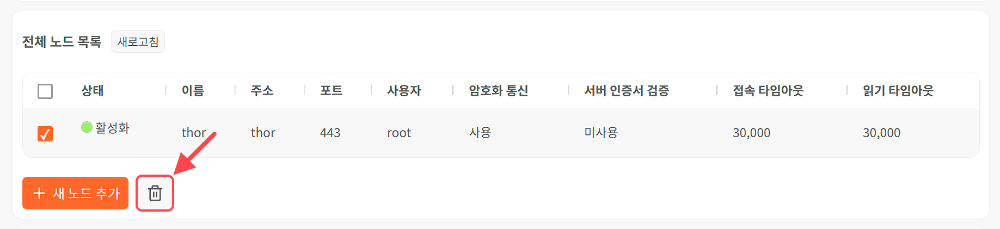 전체 노드 목록 새로고침
상태 이름 주소 포트 사용자 암호화 통신 서버 인증서 검증 접속 타임아웃 읽기 타임아웃
활성화 thor thor 443 root 사용 미사용 30,000 30,000
+ 새 노드 추가